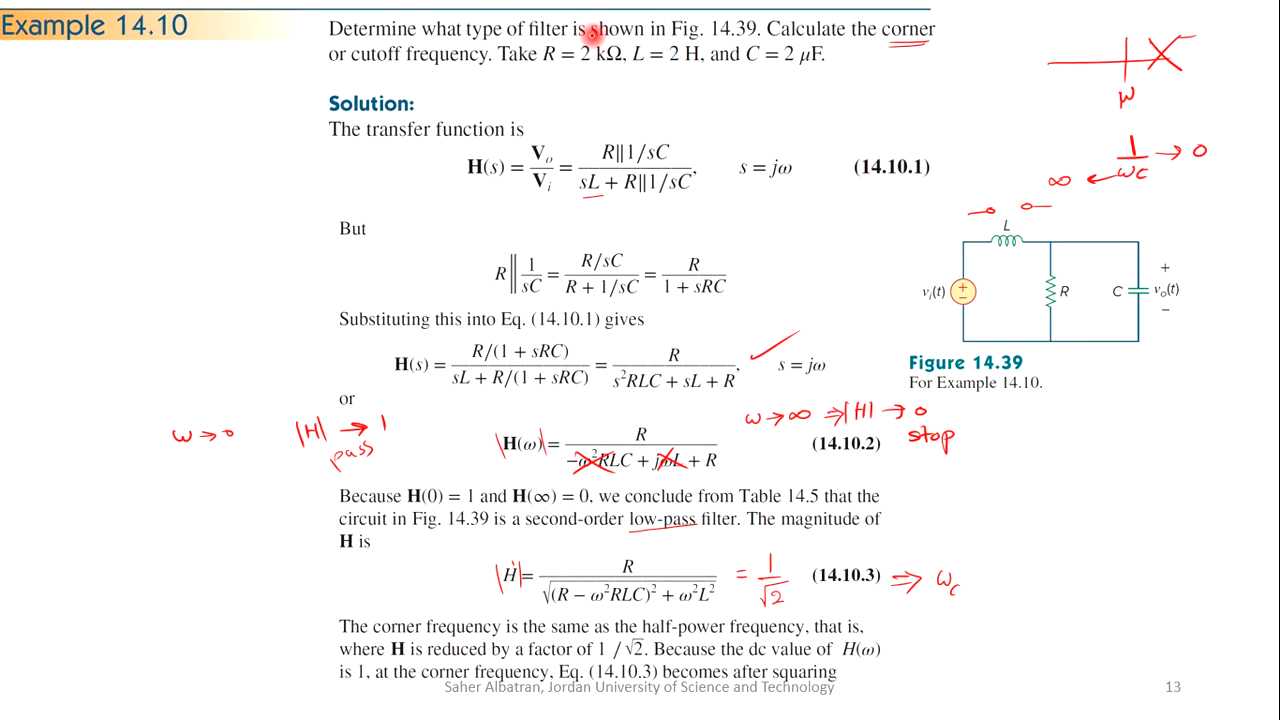 Example 14.10
Determine what type of filter is shown in Fig. 14.39. Calculate the corner
or cutoff frequency. Take R = 2 kΩ, L = 2 H, and C = 2 μF.
Solution:
The transfer function is
H(s) = V_o / V_i = R‖1/sC / (sL + R‖1/sC), s = jω (14.10.1)
1/ωC → 0
∞ ←
But
R ‖ 1/sC = (R/sC) / (R + 1/sC) = R / (1 + sRC)
L
v_i(t) + − R C + v_o(t) −
Substituting this into Eq. (14.10.1) gives
H(s) = (R/(1 + sRC)) / (sL + R/(1 + sRC)) = R / (s²RLC + sL + R), s = jω
Figure 14.39
For Example 14.10.
or
ω → 0 |H| → 1
pass
ω → ∞ ⇒ |H| → 0
stop
|H(ω)| = R / (−ω²RLC + jωL + R) (14.10.2)
Because H(0) = 1 and H(∞) = 0, we conclude from Table 14.5 that the
circuit in Fig. 14.39 is a second-order low-pass filter. The magnitude of
H is
|H| = R / √((R − ω²RLC)² + ω²L²) = 1/√2 (14.10.3) ⇒ ω_c
The corner frequency is the same as the half-power frequency, that is,
where H is reduced by a factor of 1 /√2. Because the dc value of H(ω)
is 1, at the corner frequency, Eq. (14.10.3) becomes after squaring
Saher Albatran, Jordan University of Science and Technology
13